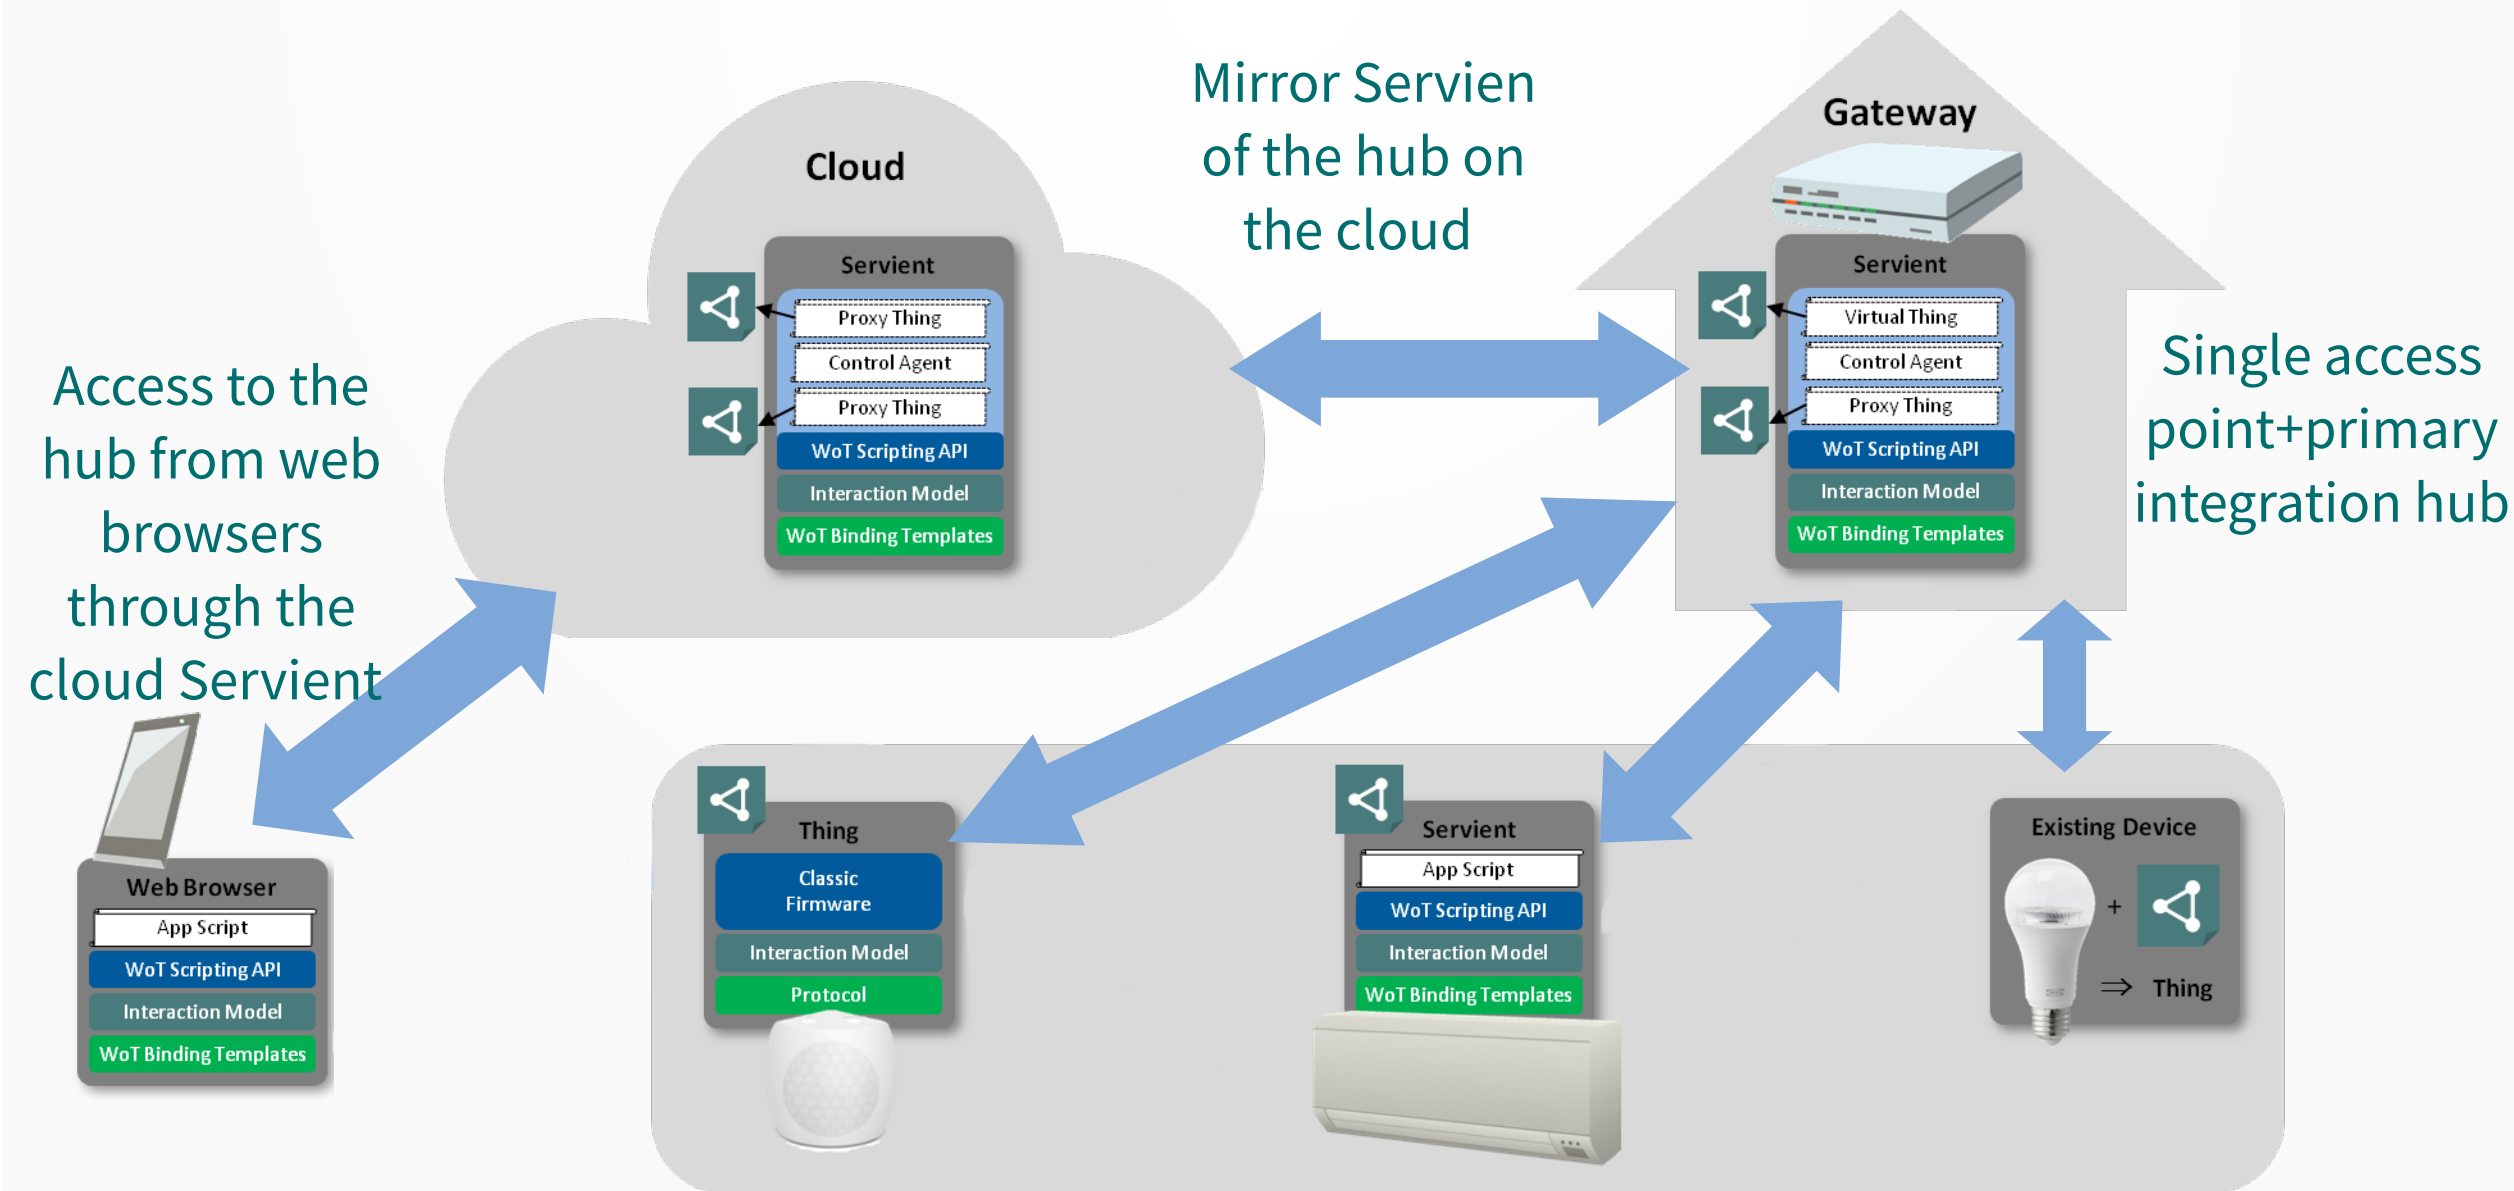 Mirror Servien
of the hub on
the cloud
Gateway
Cloud
Servient
Proxy Thing
Control Agent
Proxy Thing
WoT Scripting API
Interaction Model
WoT Binding Templates
Servient
Virtual Thing
Control Agent
Proxy Thing
WoT Scripting API
Interaction Model
WoT Binding Templates
Single access
point+primary
integration hub
Access to the
hub from web
browsers
through the
cloud Servient
Web Browser
App Script
WoT Scripting API
Interaction Model
WoT Binding Templates
Thing
Classic
Firmware
Interaction Model
Protocol
Servient
App Script
WoT Scripting API
Interaction Model
WoT Binding Templates
Existing Device
+
⇒ Thing